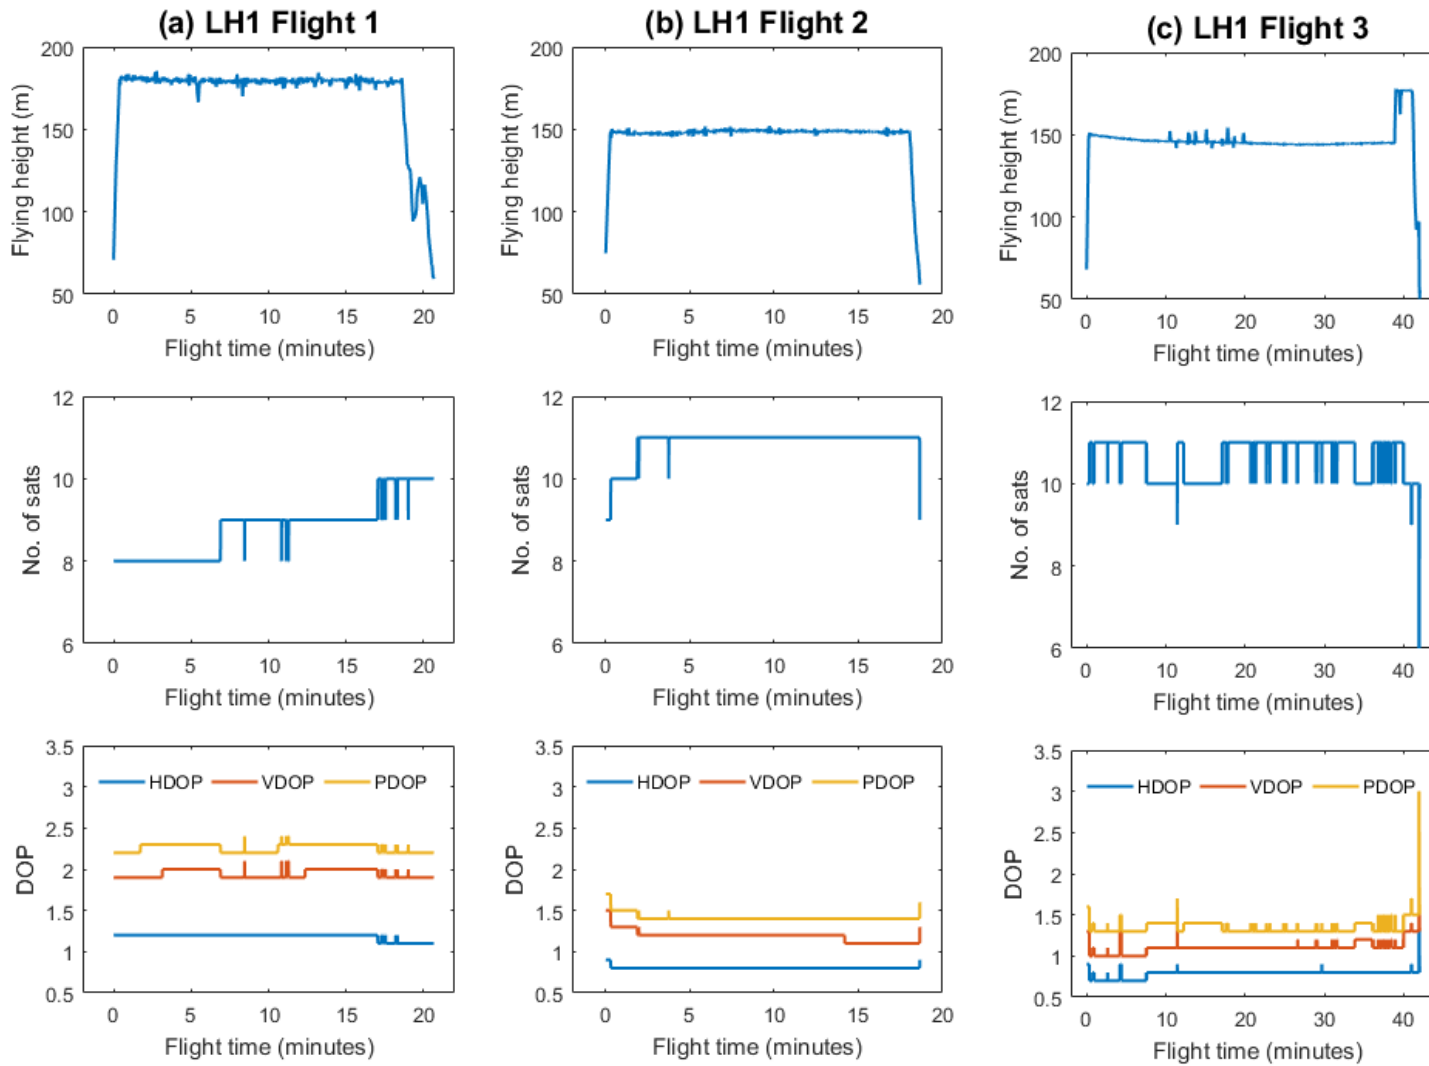 (a) LH1 Flight 1
200
150
100
50
Flying height (m)
0 5 10 15 20
Flight time (minutes)
(b) LH1 Flight 2
200
150
100
50
Flying height (m)
0 5 10 15 20
Flight time (minutes)
(c) LH1 Flight 3
200
150
100
50
Flying height (m)
0 10 20 30 40
Flight time (minutes)
12
10
8
6
No. of sats
0 5 10 15 20
Flight time (minutes)
12
10
8
6
No. of sats
0 5 10 15 20
Flight time (minutes)
12
10
8
6
No. of sats
0 10 20 30 40
Flight time (minutes)
3.5
3
2.5
2
1.5
1
0.5
DOP
HDOP VDOP PDOP
0 5 10 15 20
Flight time (minutes)
3.5
3
2.5
2
1.5
1
0.5
DOP
HDOP VDOP PDOP
0 5 10 15 20
Flight time (minutes)
3.5
3
2.5
2
1.5
1
0.5
DOP
HDOP VDOP PDOP
0 10 20 30 40
Flight time (minutes)